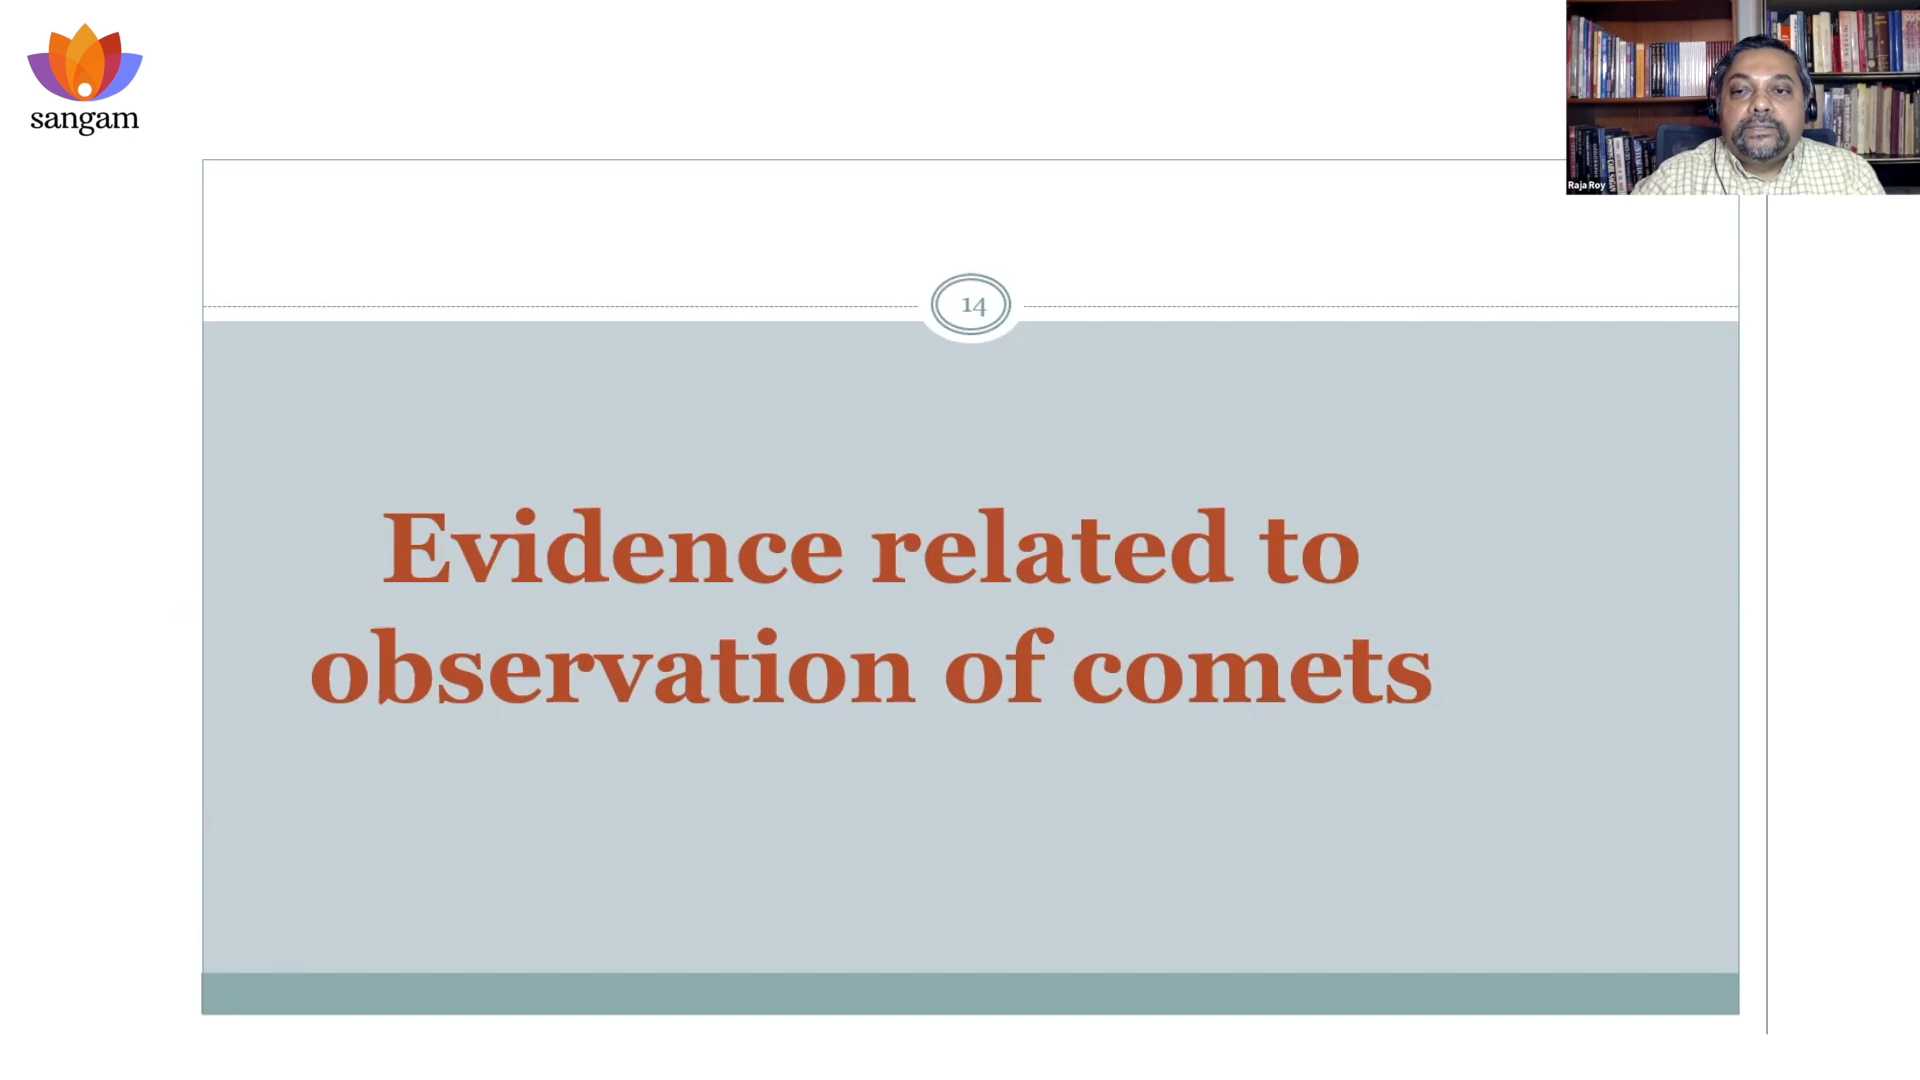 sangam
Raja Roy
14
Evidence related to
observation of comets